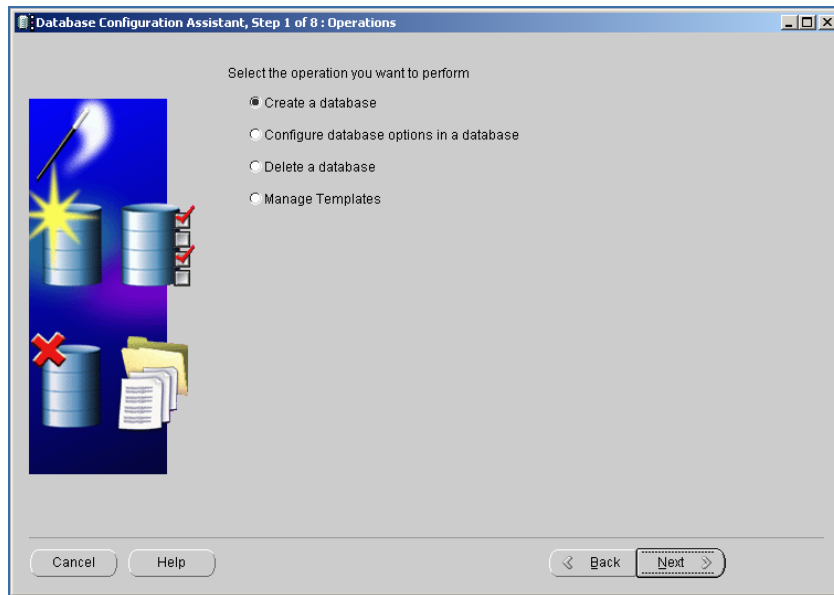 Database Configuration Assistant, Step 1 of 8 : Operations
Select the operation you want to perform
Create a database
Configure database options in a database
Delete a database
Manage Templates
Cancel
Help
Back
Next